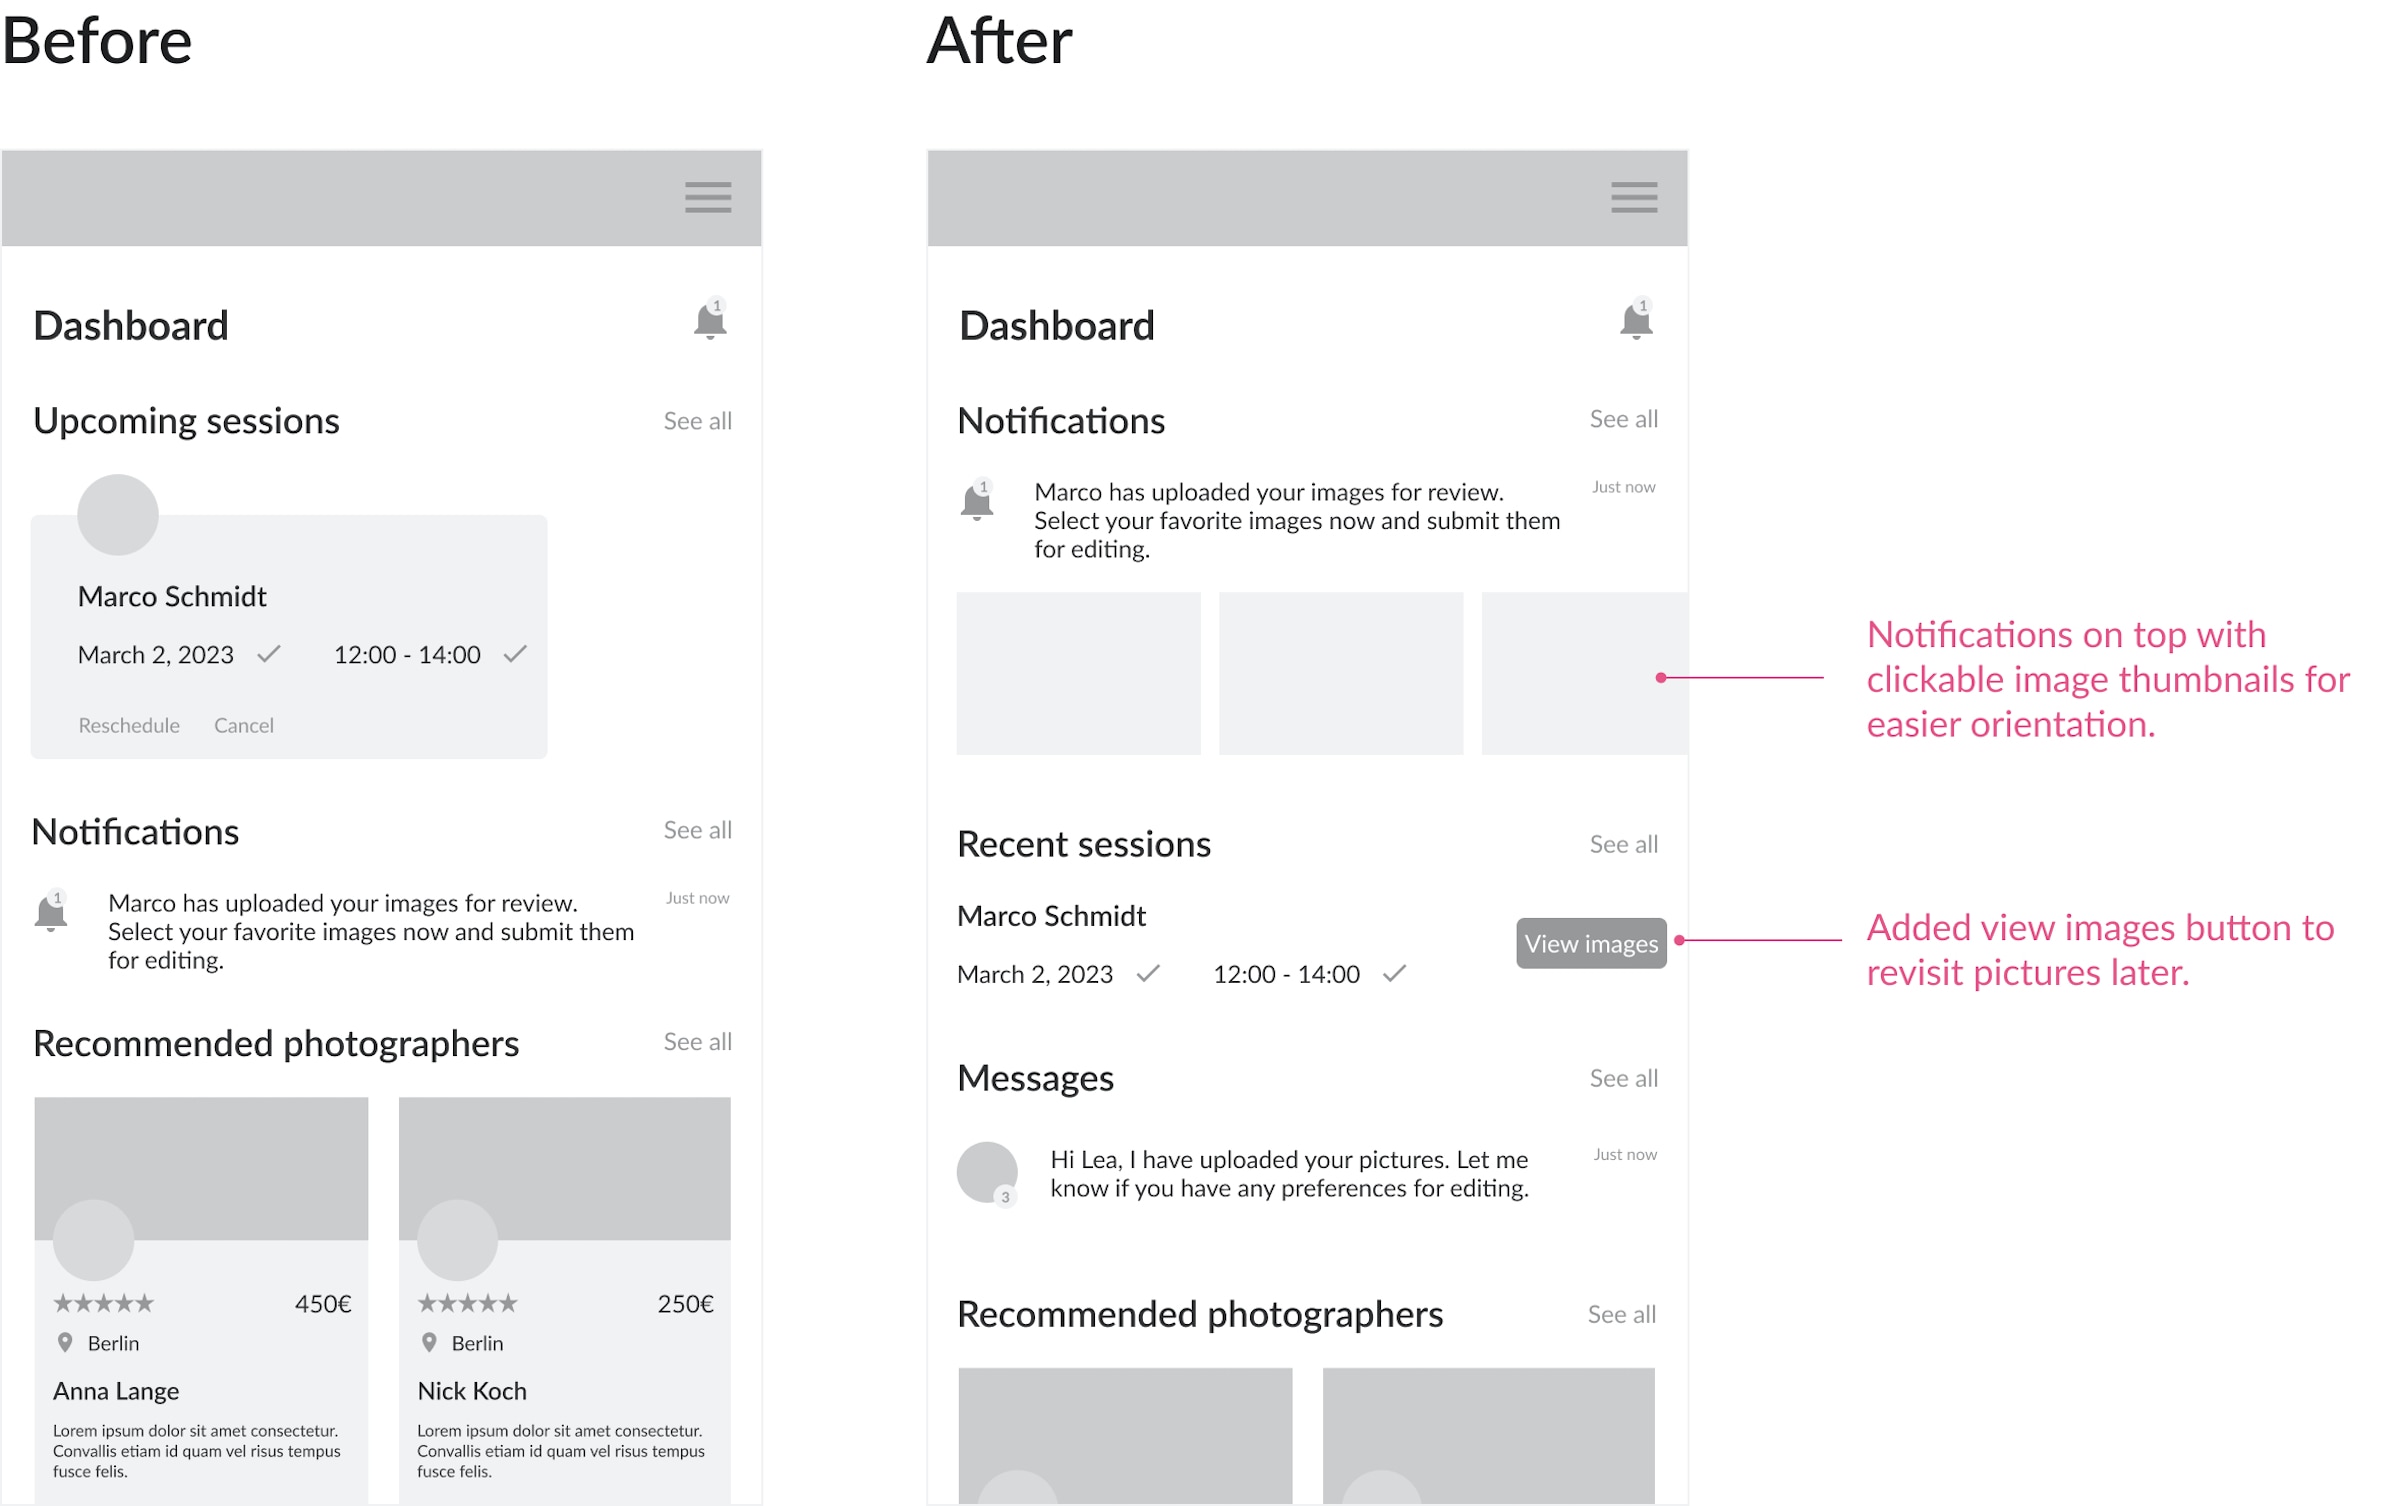 Before
Dashboard
1
Upcoming sessions
See all
Marco Schmidt
March 2, 2023
12:00 - 14:00
Reschedule
Cancel
Notifications
See all
1
Marco has uploaded your images for review.
Select your favorite images now and submit them
for editing.
Just now
Recommended photographers
See all
450€
Berlin
Anna Lange
Lorem ipsum dolor sit amet consectetur.
Convallis etiam id quam vel risus tempus
fusce felis.
250€
Berlin
Nick Koch
Lorem ipsum dolor sit amet consectetur.
Convallis etiam id quam vel risus tempus
fusce felis.
After
Dashboard
1
Notifications
See all
1
Marco has uploaded your images for review.
Select your favorite images now and submit them
for editing.
Just now
Recent sessions
See all
Marco Schmidt
March 2, 2023
12:00 - 14:00
View images
Messages
See all
3
Hi Lea, I have uploaded your pictures. Let me
know if you have any preferences for editing.
Just now
Recommended photographers
See all
Notifications on top with
clickable image thumbnails for
easier orientation.
Added view images button to
revisit pictures later.